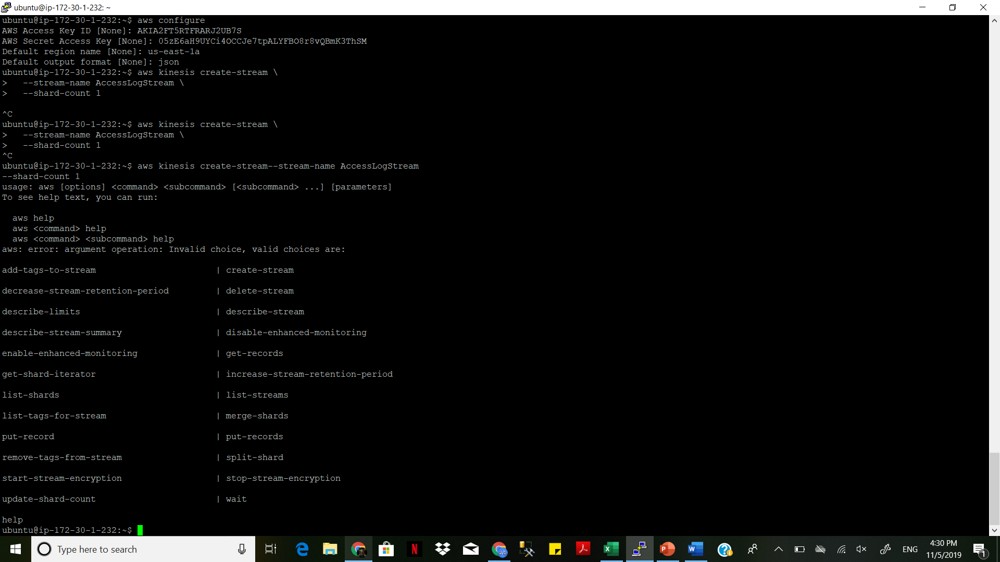 ubuntu@ip-172-30-1-232: ~
ubuntu@ip-172-30-1-232:~$ aws configure
AWS Access Key ID [None]: AKIA2FT5RTFRARJ2UB7S
AWS Secret Access Key [None]: 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
Default region name [None]: us-east-1a
Default output format [None]: json
ubuntu@ip-172-30-1-232:~$ aws kinesis create-stream \
>   --stream-name AccessLogStream \
>   --shard-count 1
^C
ubuntu@ip-172-30-1-232:~$ aws kinesis create-stream \
>   --stream-name AccessLogStream \
>   --shard-count 1
^C
ubuntu@ip-172-30-1-232:~$ aws kinesis create-stream--stream-name AccessLogStream
--shard-count 1
usage: aws [options] <command> <subcommand> [<subcommand> ...] [parameters]
To see help text, you can run:
  aws help
  aws <command> help
  aws <command> <subcommand> help
aws: error: argument operation: Invalid choice, valid choices are:
add-tags-to-stream                       | create-stream
decrease-stream-retention-period         | delete-stream
describe-limits                          | describe-stream
describe-stream-summary                  | disable-enhanced-monitoring
enable-enhanced-monitoring               | get-records
get-shard-iterator                       | increase-stream-retention-period
list-shards                              | list-streams
list-tags-for-stream                     | merge-shards
put-record                               | put-records
remove-tags-from-stream                  | split-shard
start-stream-encryption                  | stop-stream-encryption
update-shard-count                       | wait
help
ubuntu@ip-172-30-1-232:~$
Type here to search
ENG
4:30 PM
11/5/2019
1